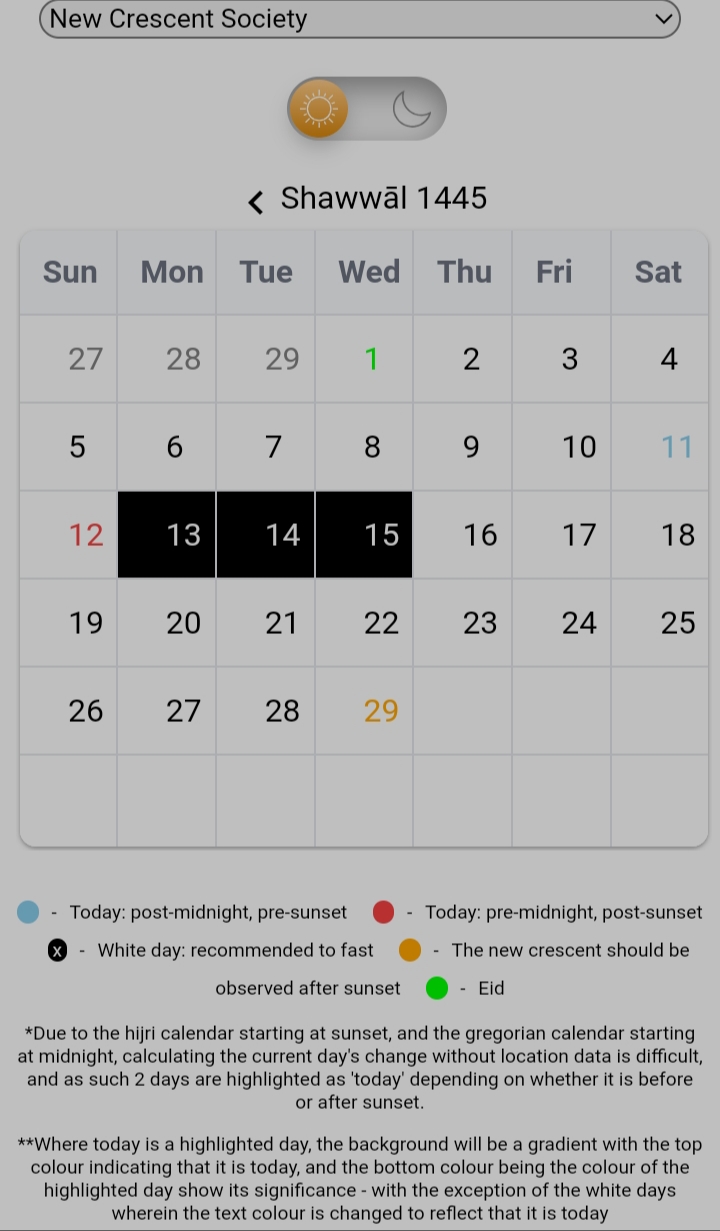 New Crescent Society
Shawwāl 1445
Sun Mon Tue Wed Thu Fri Sat
27 28 29 1 2 3 4
5 6 7 8 9 10 11
12 13 14 15 16 17 18
19 20 21 22 23 24 25
26 27 28 29
- Today: post-midnight, pre-sunset - Today: pre-midnight, post-sunset
x - White day: recommended to fast - The new crescent should be
observed after sunset - Eid
*Due to the hijri calendar starting at sunset, and the gregorian calendar starting
at midnight, calculating the current day's change without location data is difficult,
and as such 2 days are highlighted as 'today' depending on whether it is before
or after sunset.
**Where today is a highlighted day, the background will be a gradient with the top
colour indicating that it is today, and the bottom colour being the colour of the
highlighted day show its significance - with the exception of the white days
wherein the text colour is changed to reflect that it is today